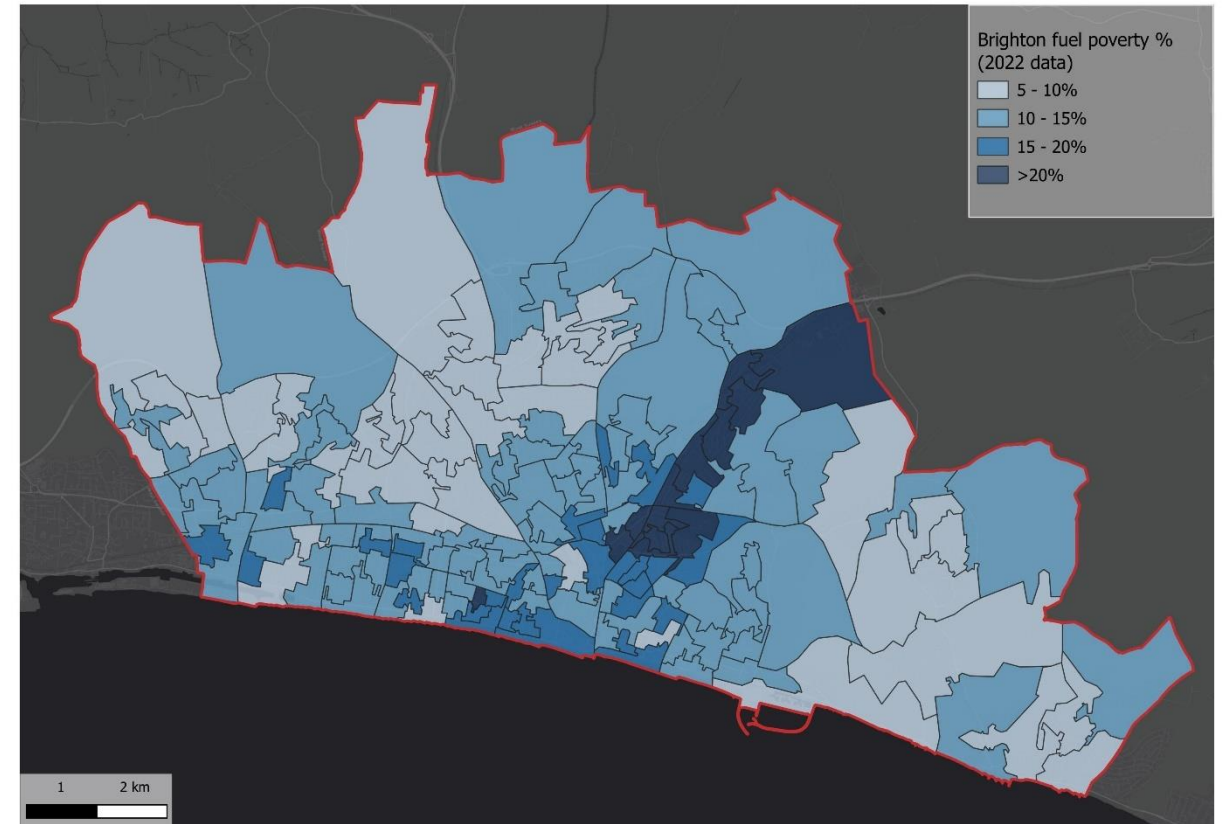 Brighton fuel poverty %
(2022 data)
5 - 10%
10 - 15%
15 - 20%
>20%
1 2 km